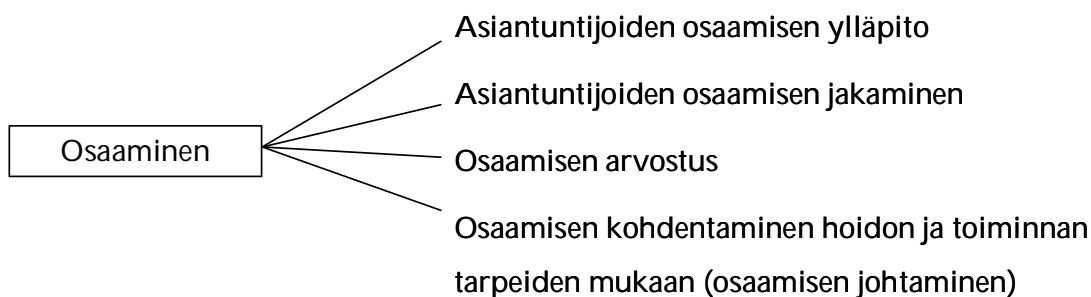 Asiantuntijoiden osaamisen ylläpito
Asiantuntijoiden osaamisen jakaminen
Osaaminen
Osaamisen arvostus
Osaamisen kohdentaminen hoidon ja toiminnan
tarpeiden mukaan (osaamisen johtaminen)